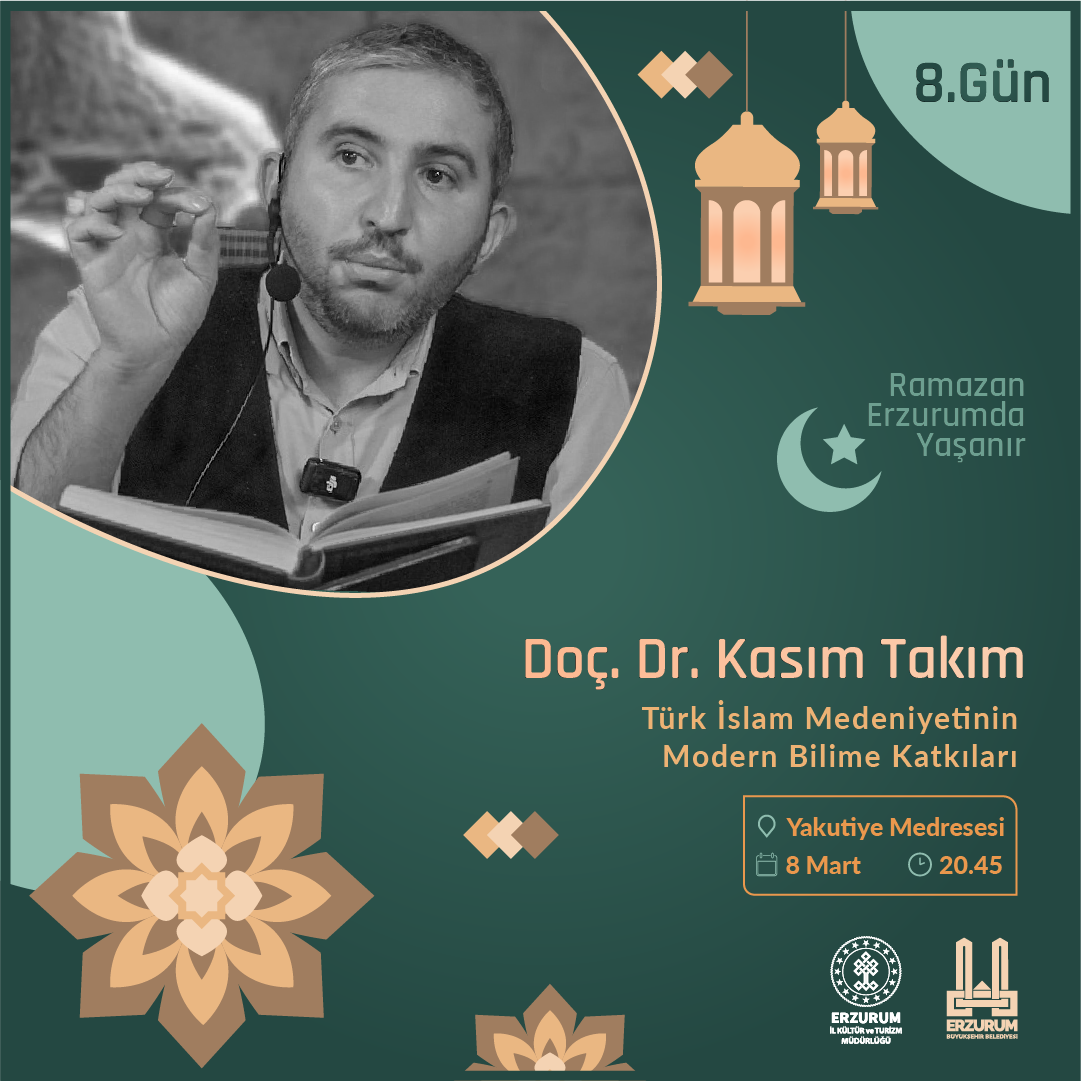 8.Gün
Ramazan
Erzurumda
Yaşanır
Doç. Dr. Kasım Takım
Türk İslam Medeniyetinin
Modern Bilime Katkıları
Yakutiye Medresesi
8 Mart 20.45
ERZURUM
İL KÜLTÜR ve TURİZM
MÜDÜRLÜĞÜ
ERZURUM
BÜYÜKŞEHİR BELEDİYESİ
dji